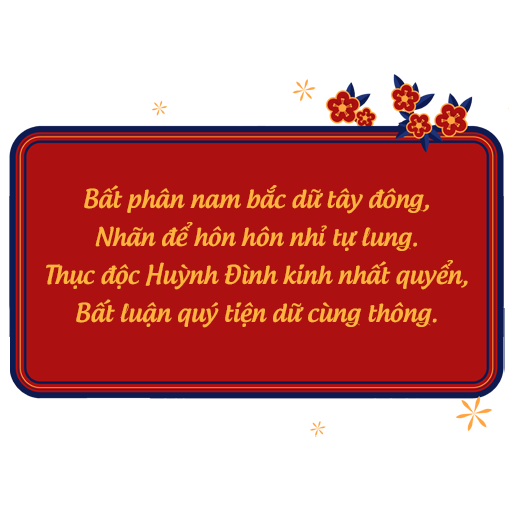 Bất phân nam bắc dữ tây đông,
Nhãn để hôn hôn nhỉ tự lung.
Thục độc Huỳnh Đình kinh nhất quyển,
Bất luận quý tiện dữ cùng thông.